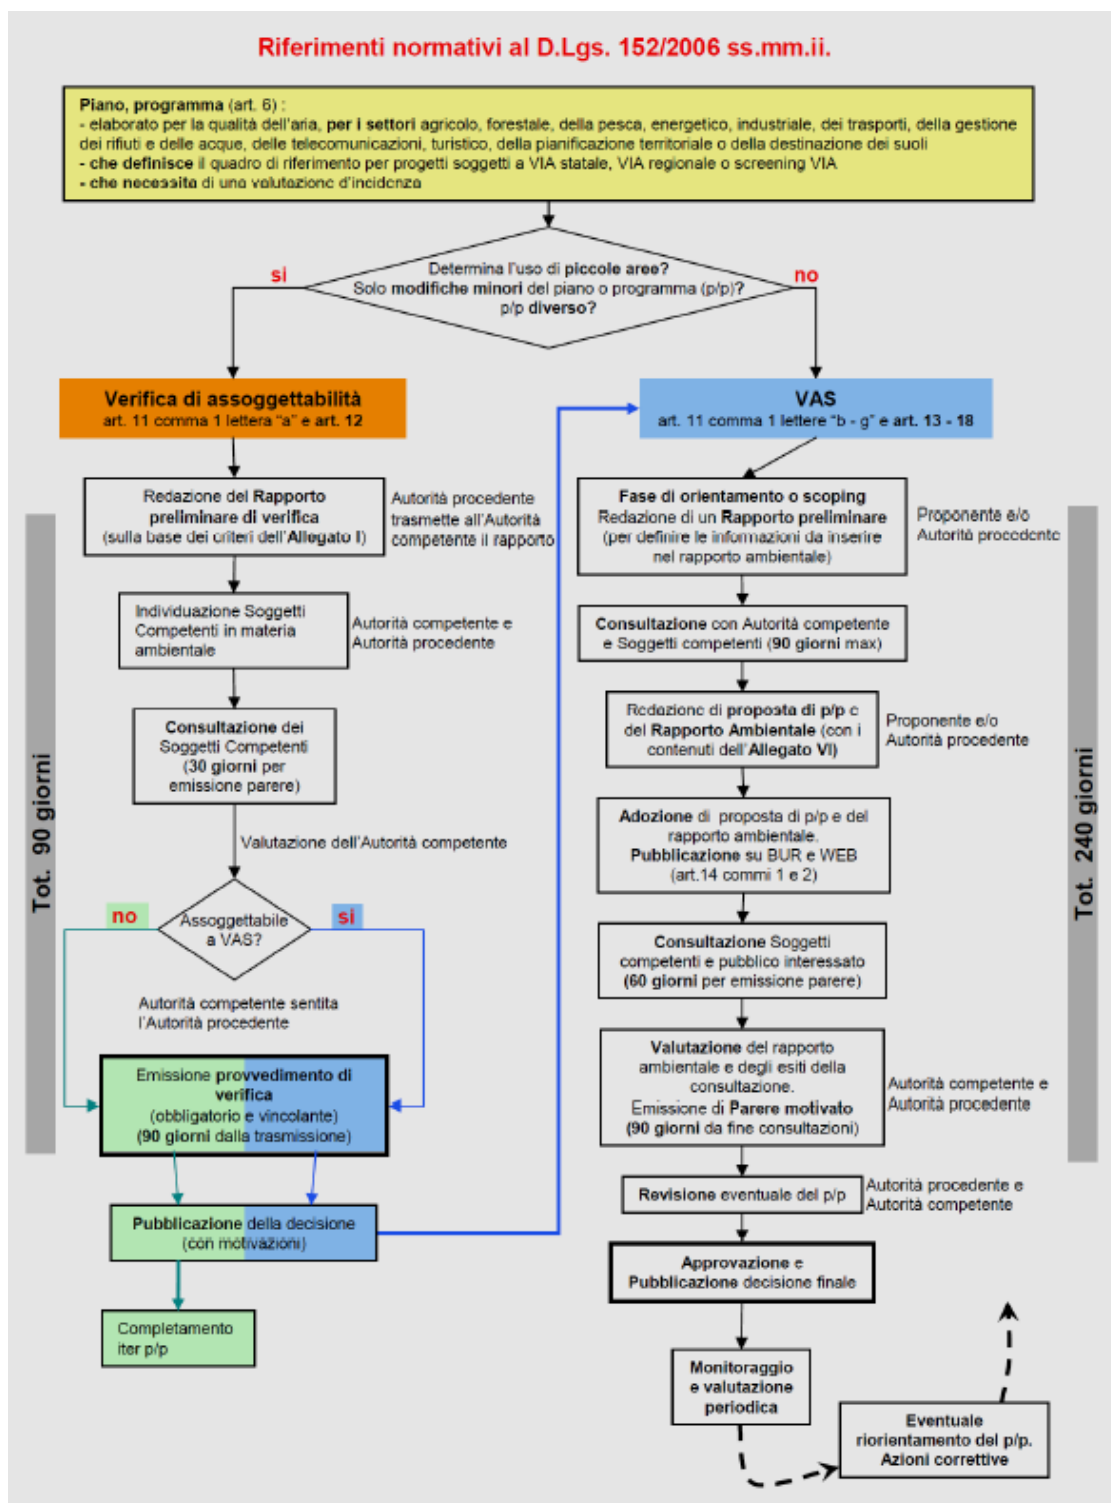 Riferimenti normativi al D.Lgs. 152/2006 ss.mm.ii.
Piano, programma (art. 6) :
- elaborato per la qualità dell'aria, per i settori agricolo, forestale, della pesca, energetico, industriale, dei trasporti, della gestione
dei rifiuti e delle acque, delle telecomunicazioni, turistico, della pianificazione territoriale o della destinazione dei suoli
- che definisce il quadro di riferimento per progetti soggetti a VIA statale, VIA regionale o screening VIA
- che necessita di una valutazione d'incidenza
si
Determina l'uso di piccole aree?
Solo modifiche minori del piano o programma (p/p)?
p/p diverso?
no
Verifica di assoggettabilità
art. 11 comma 1 lettera "a" e art. 12
Redazione del Rapporto
preliminare di verifica
(sulla base dei criteri dell'Allegato I)
Autorità procedente
trasmette all'Autorità
competente il rapporto
Individuazione Soggetti
Competenti in materia
ambientale
Autorità competente e
Autorità procedente
Consultazione dei
Soggetti Competenti
(30 giorni per
emissione parere)
Valutazione dell'Autorità competente
no
Assoggettabile
a VAS?
si
Autorità competente sentita
l'Autorità procedente
Emissione provvedimento di
verifica
(obbligatorio e vincolante)
(90 giorni dalla trasmissione)
Pubblicazione della decisione
(con motivazioni)
Completamento
iter p/p
Tot. 90 giorni
VAS
art. 11 comma 1 lettere "b - g" e art. 13 - 18
Fase di orientamento o scoping
Redazione di un Rapporto preliminare
(per definire le informazioni da inserire
nel rapporto ambientale)
Proponente e/o
Autorità procedente
Consultazione con Autorità competente
e Soggetti competenti (90 giorni max)
Redazione di proposta di p/p e
del Rapporto Ambientale (con i
contenuti dell'Allegato VI)
Proponente e/o
Autorità procedente
Adozione di proposta di p/p e del
rapporto ambientale.
Pubblicazione su BUR e WEB
(art.14 commi 1 e 2)
Consultazione Soggetti
competenti e pubblico interessato
(60 giorni per emissione parere)
Valutazione del rapporto
ambientale e degli esiti della
consultazione.
Emissione di Parere motivato
(90 giorni da fine consultazioni)
Autorità competente e
Autorità procedente
Revisione eventuale del p/p
Autorità procedente e
Autorità competente
Approvazione e
Pubblicazione decisione finale
Monitoraggio
e valutazione
periodica
Eventuale
riorientamento del p/p.
Azioni correttive
Tot. 240 giorni